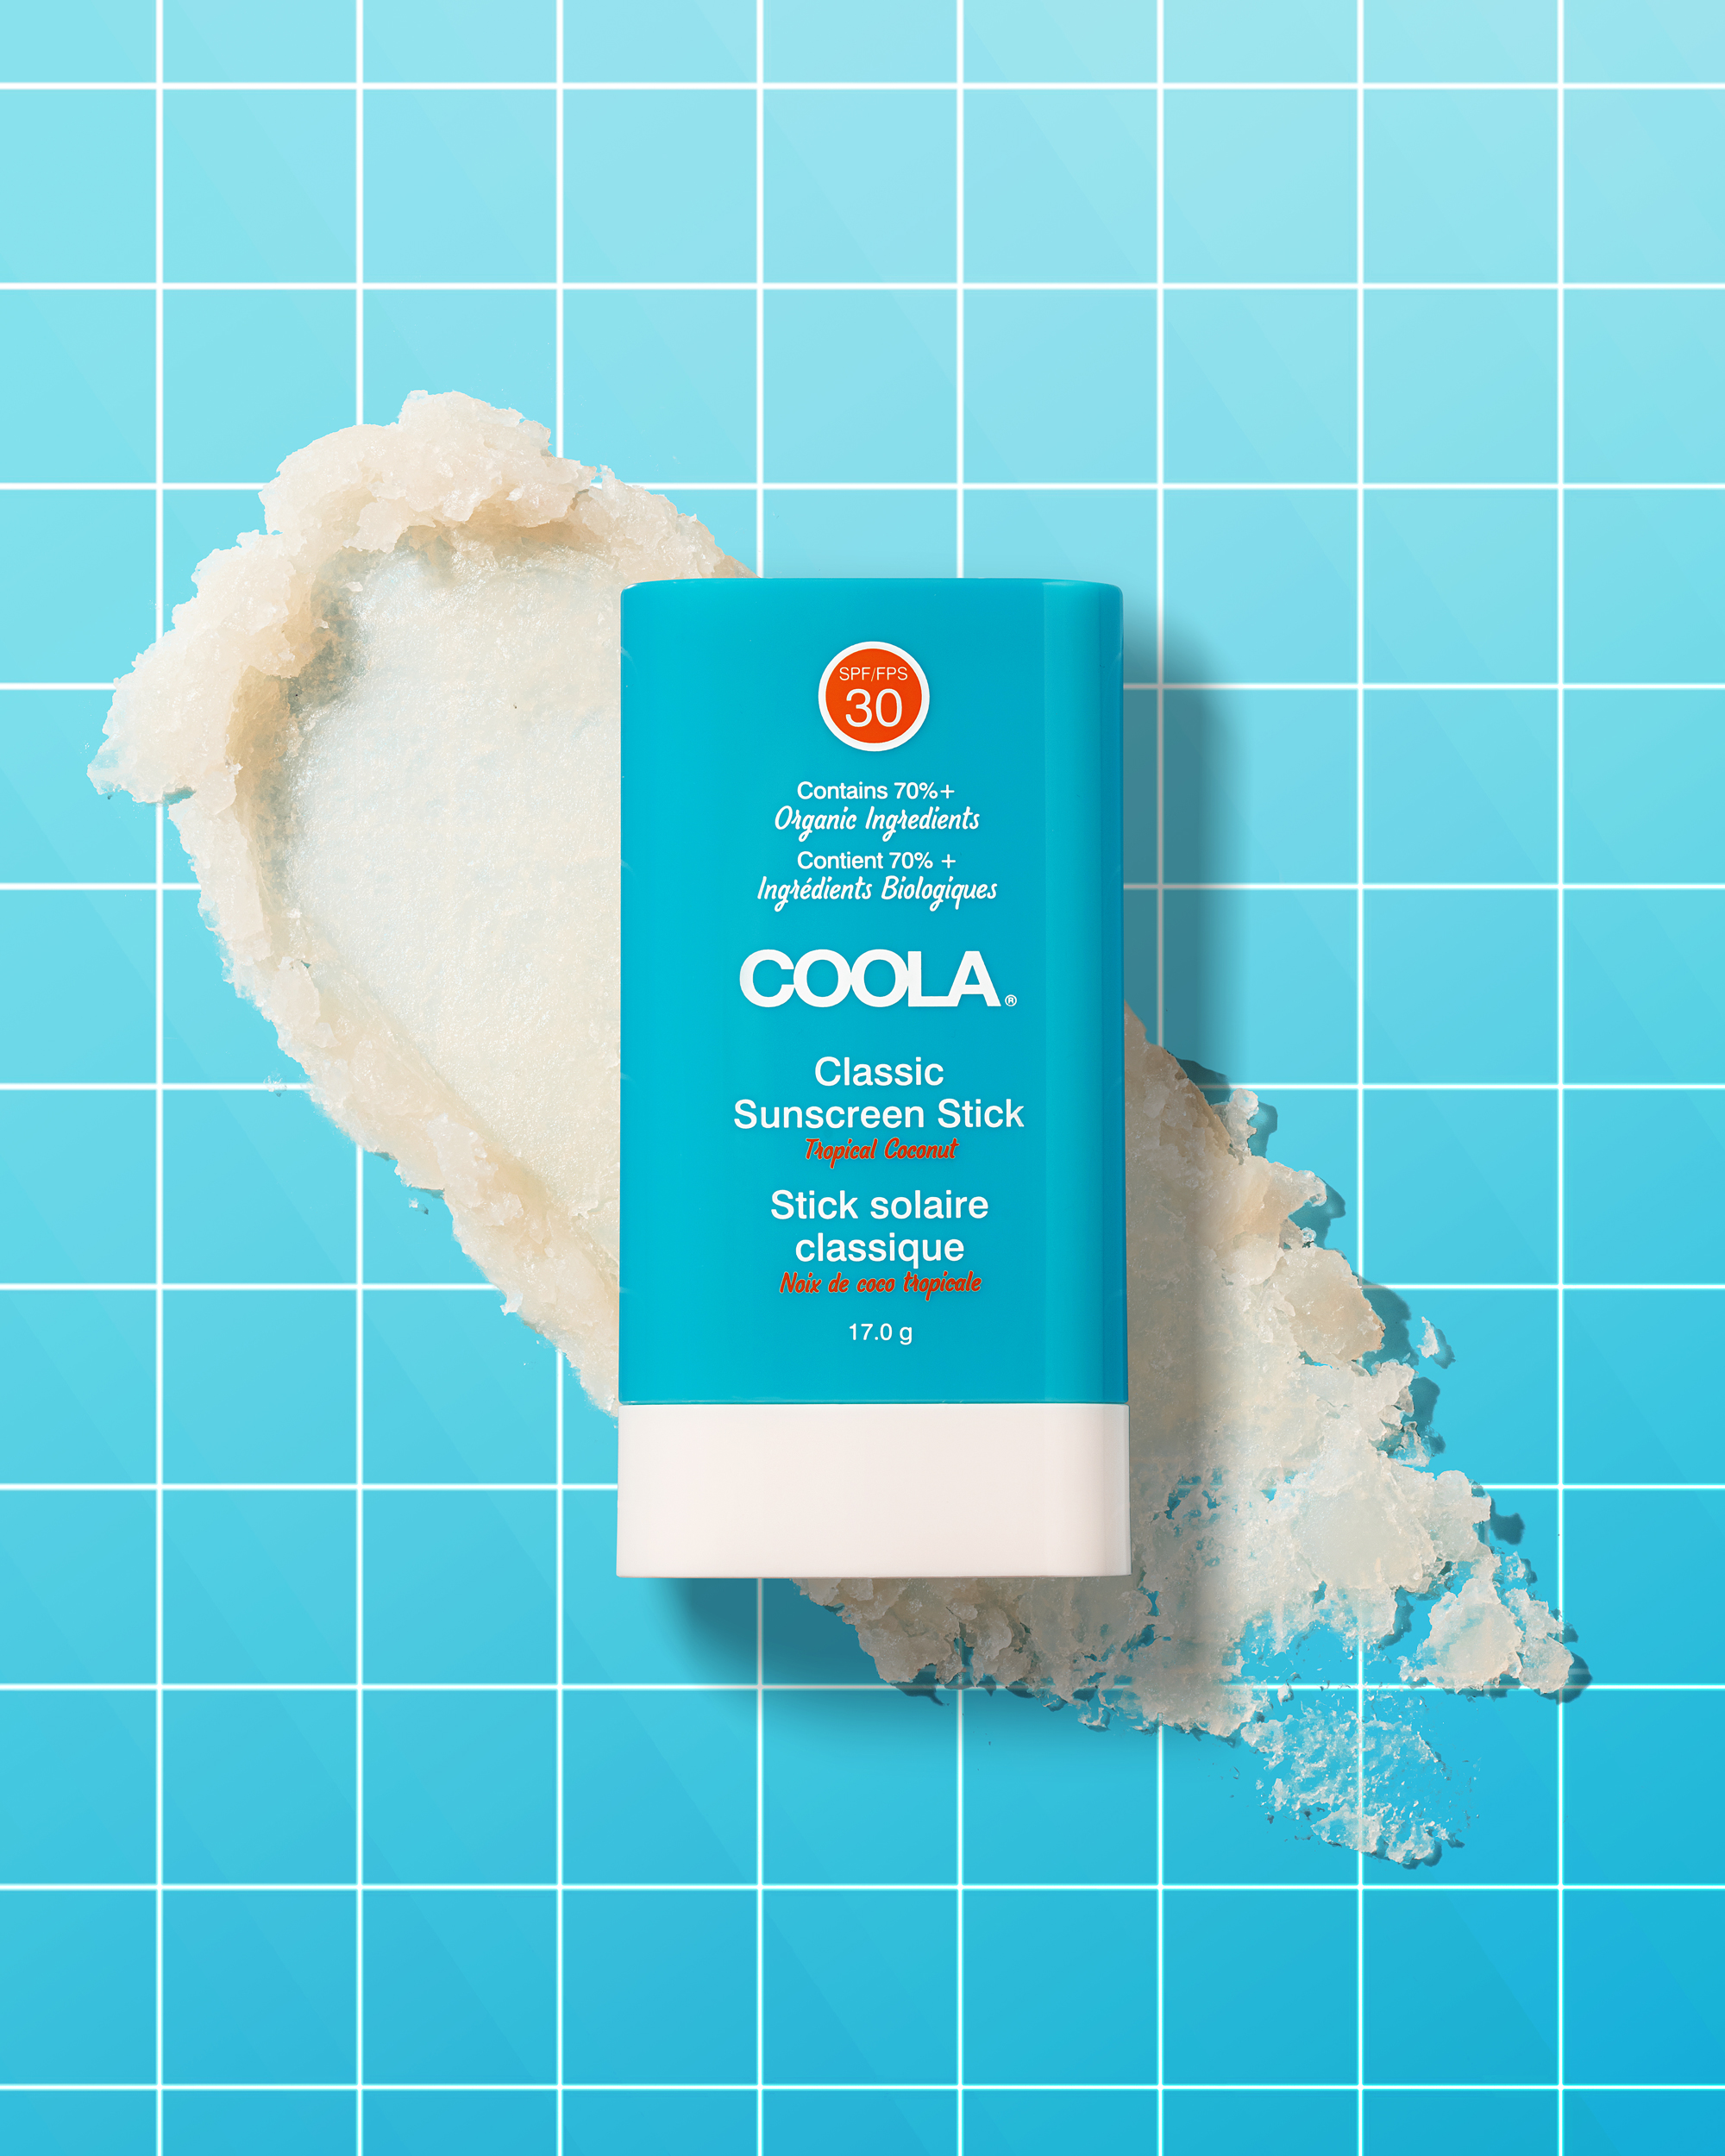 SPF/FPS
30
Contains 70%+
Organic Ingredients
Contient 70% +
Ingrédients Biologiques
COOLA®
Classic
Sunscreen Stick
Tropical Coconut
Stick solaire
classique
Noix de coco tropicale
17.0 g